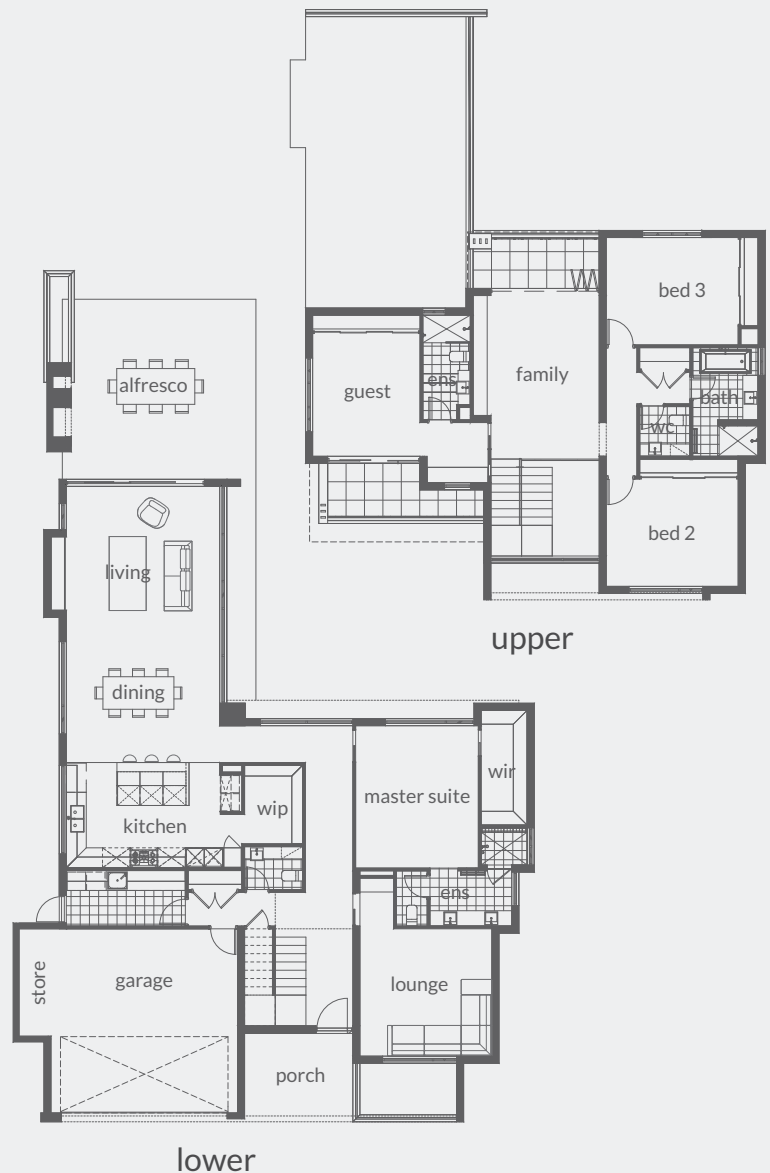 bed 3
family
guest
ens
bath
wc
bed 2
upper
alfresco
living
dining
kitchen
wip
master suite
wir
ens
lounge
store
garage
porch
lower